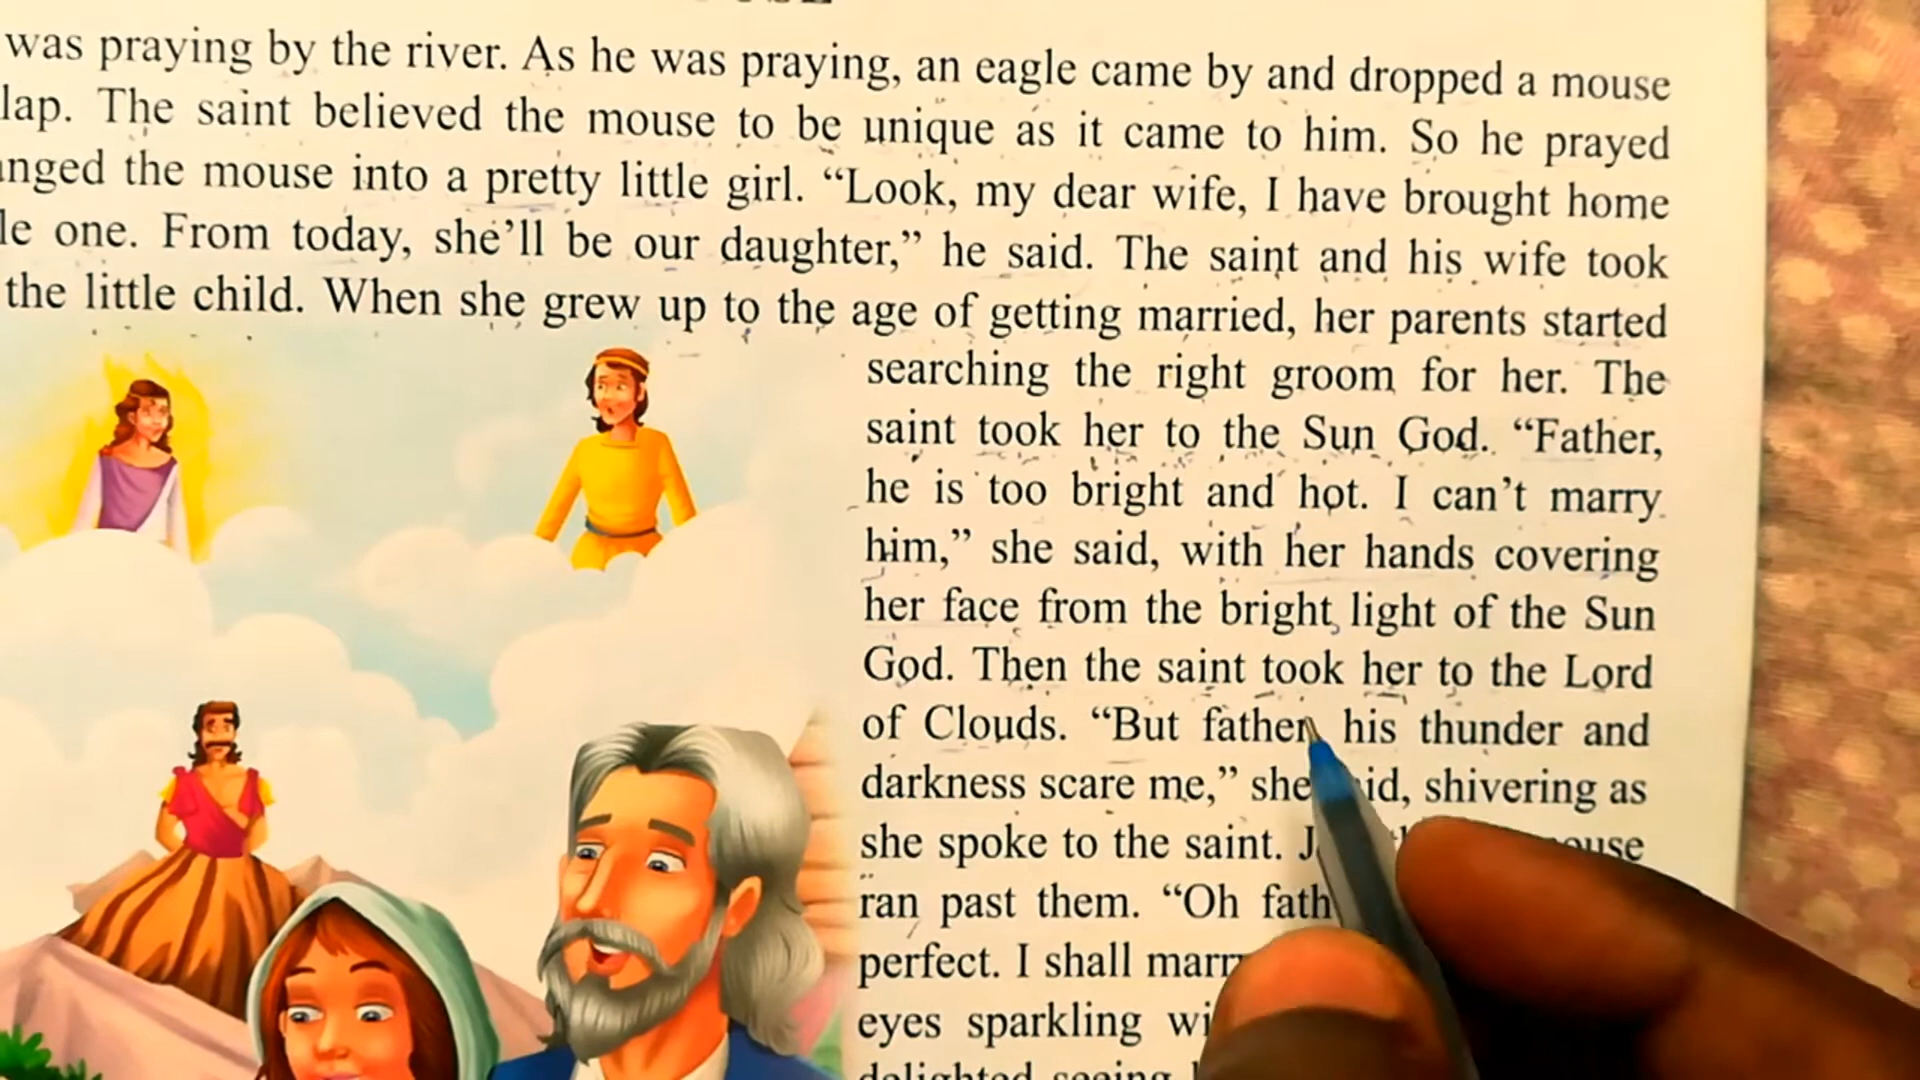 was praying by the river. As he was praying, an eagle came by and dropped a mouse
lap. The saint believed the mouse to be unique as it came to him. So he prayed
the mouse into a pretty little girl. “Look, my dear wife, I have brought home
one. From today, she’ll be our daughter,” he said. The saint and his wife took
the little child. When she grew up to the age of getting married, her parents started
searching the right groom for her. The
saint took her to the Sun God. “Father,
he is too bright and hot. I can’t marry
him,” she said, with her hands covering
her face from the bright light of the Sun
God. Then the saint took her to the Lord
of Clouds. “But father, his thunder and
darkness scare me,” she said, shivering as
she spoke to the saint.
ran past them. “Oh
perfect. I shall
eyes sparkling
delighted seeing